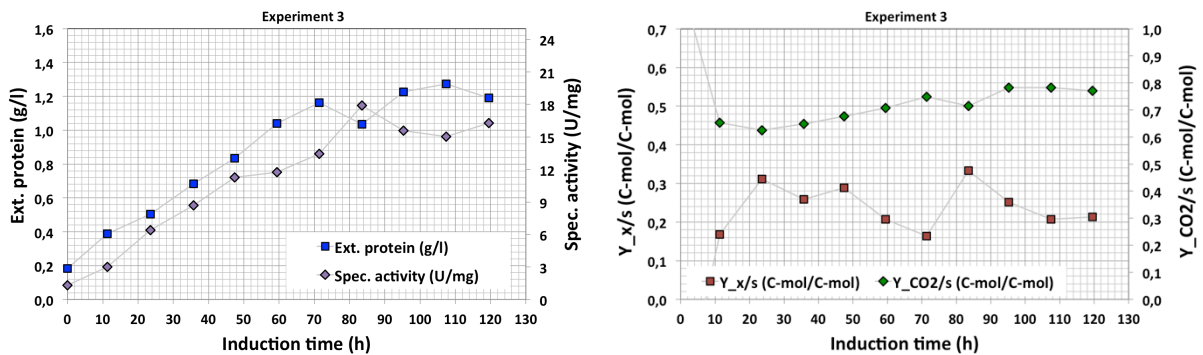 Experiment 3
1,6
1,4
1,2
1,0
0,8
0,6
0,4
0,2
0,0
Ext. protein (g/l)
24
21
18
15
12
9
6
3
0
Spec. activity (U/mg)
Ext. protein (g/l)
Spec. activity (U/mg)
0 10 20 30 40 50 60 70 80 90 100 110 120 130
Induction time (h)
Experiment 3
0,7
0,6
0,5
0,4
0,3
0,2
0,1
0,0
Y_x/s (C-mol/C-mol)
1,0
0,9
0,8
0,7
0,6
0,5
0,4
0,3
0,2
0,1
0,0
Y_CO2/s (C-mol/C-mol)
Y_x/s (C-mol/C-mol) Y_CO2/s (C-mol/C-mol)
0 10 20 30 40 50 60 70 80 90 100 110 120 130
Induction time (h)